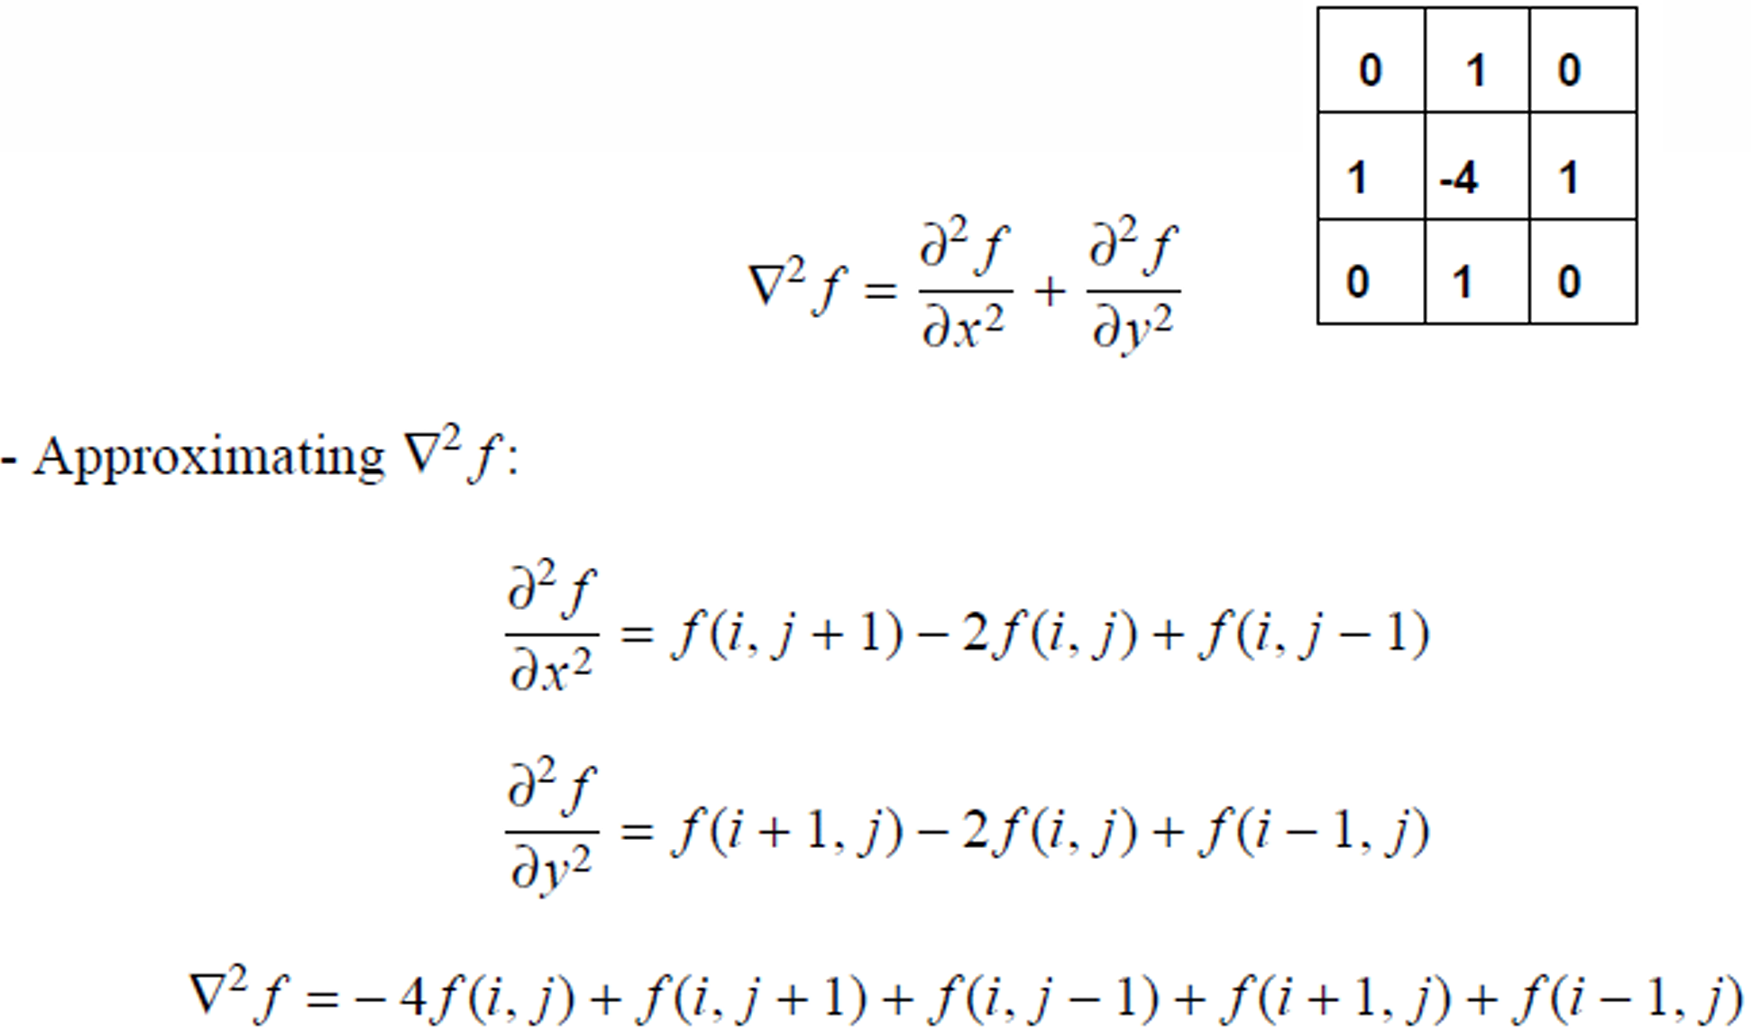 0 1 0
1 -4 1
0 1 0
∇²f = ∂²f/∂x² + ∂²f/∂y²
- Approximating ∇²f:
∂²f/∂x² = f(i, j + 1) − 2f(i, j) + f(i, j − 1)
∂²f/∂y² = f(i + 1, j) − 2f(i, j) + f(i − 1, j)
∇²f = − 4f(i, j) + f(i, j + 1) + f(i, j − 1) + f(i + 1, j) + f(i − 1, j)